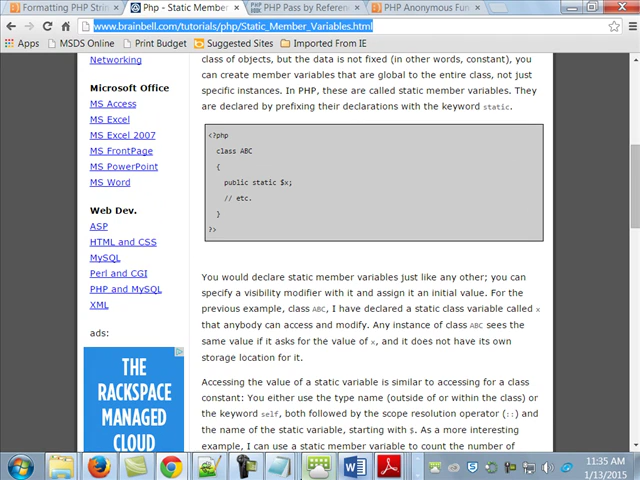 Formatting PHP Strin
Php - Static Member
PHP Pass by Referenc
PHP Anonymous Func
www.brainbell.com/tutorials/php/Static_Member_Variables.html
Apps
MSDS Online
Print Budget
Suggested Sites
Imported From IE
Networking
Microsoft Office
MS Access
MS Excel
MS Excel 2007
MS FrontPage
MS PowerPoint
MS Word
Web Dev.
ASP
HTML and CSS
MySQL
Perl and CGI
PHP and MySQL
XML
ads:
THE
RACKSPACE
MANAGED
CLOUD
class of objects, but the data is not fixed (in other words, constant), you
can create member variables that are global to the entire class, not just
specific instances. In PHP, these are called static member variables. They
are declared by prefixing their declarations with the keyword static.
<?php
class ABC
{
public static $x;
// etc.
}
?>
You would declare static member variables just like any other; you can
specify a visibility modifier with it and assign it an initial value. For the
previous example, class ABC, I have declared a static class variable called x
that anybody can access and modify. Any instance of class ABC sees the
same value if it asks for the value of x, and it does not have its own
storage location for it.
Accessing the value of a static variable is similar to accessing for a class
constant: You either use the type name (outside of or within the class) or
the keyword self, both followed by the scope resolution operator (::) and
the name of the static variable, starting with $. As a more interesting
example, I can use a static member variable to count the number of
11:35 AM
1/13/2015